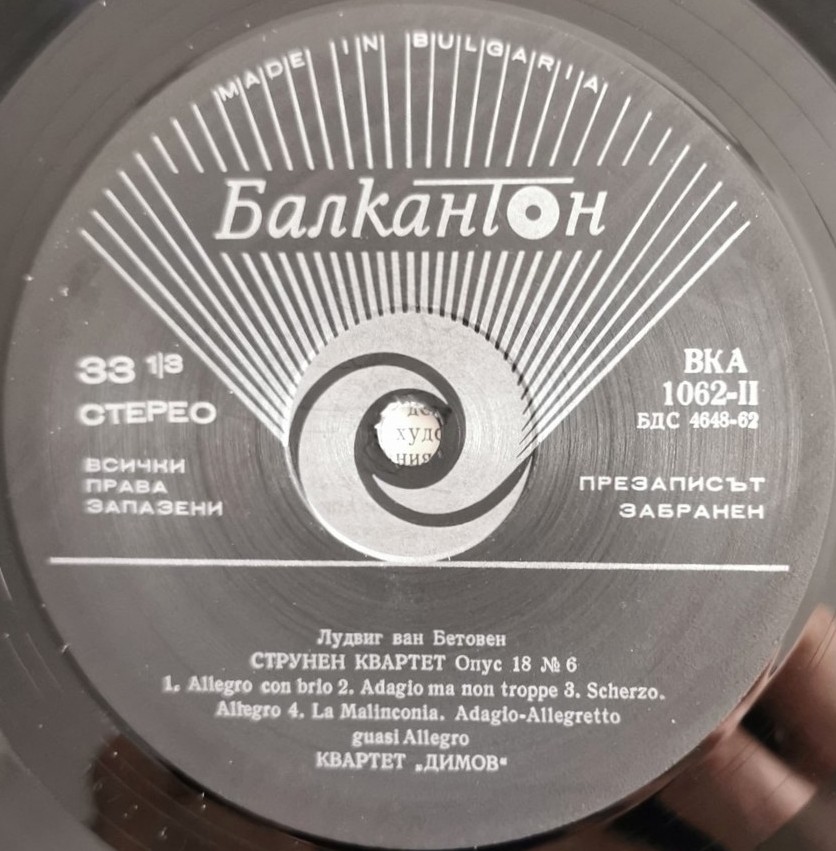 MADE IN BULGARIA
Балкантон
33 1/3
СТЕРЕО
ВСИЧКИ
ПРАВА
ЗАПАЗЕНИ
ВКА
1062-II
БДС 4648-62
ПРЕЗАПИСЪТ
ЗАБРАНЕН
худо
ния
Лудвиг ван Бетовен
СТРУНЕН КВАРТЕТ Опус 18 № 6
1. Allegro con brio 2. Adagio ma non troppe 3. Scherzo.
Allegro 4. La Malinconia. Adagio-Allegretto
guasi Allegro
КВАРТЕТ „ДИМОВ"